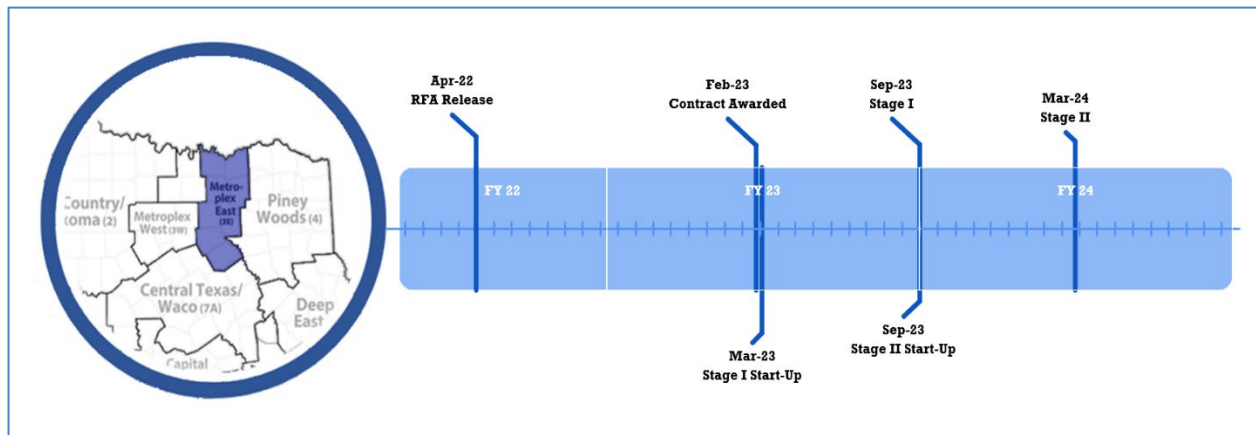 Country/
oma (2)
Metroplex
West (3W)
Metro-
plex
East
(3E)
Piney
Woods (4)
Central Texas/
Waco (7A)
Deep
East
Capital
Apr-22
RFA Release
Feb-23
Contract Awarded
Sep-23
Stage I
Mar-24
Stage II
FY 22
FY 23
FY 24
Mar-23
Stage I Start-Up
Sep-23
Stage II Start-Up